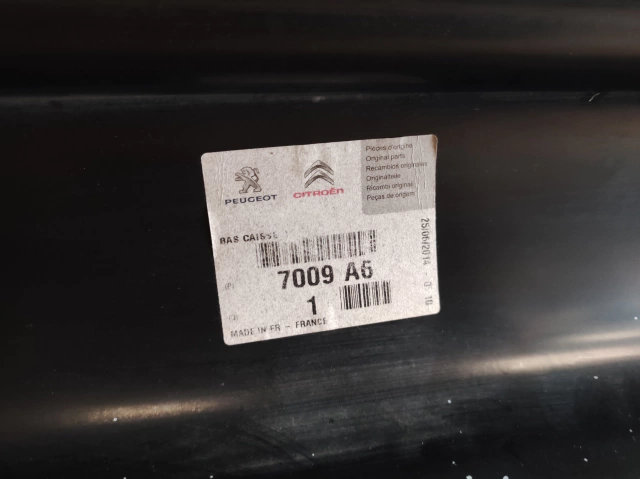 PEUGEOT
CITROËN
Pièces d'origine
Original parts
Recambios originales
Originalteile
Ricambi originali
Peças de origem
BAS CAISSE
7009 A6
(P)
1
MADE IN FR - FRANCE
25/06/2014